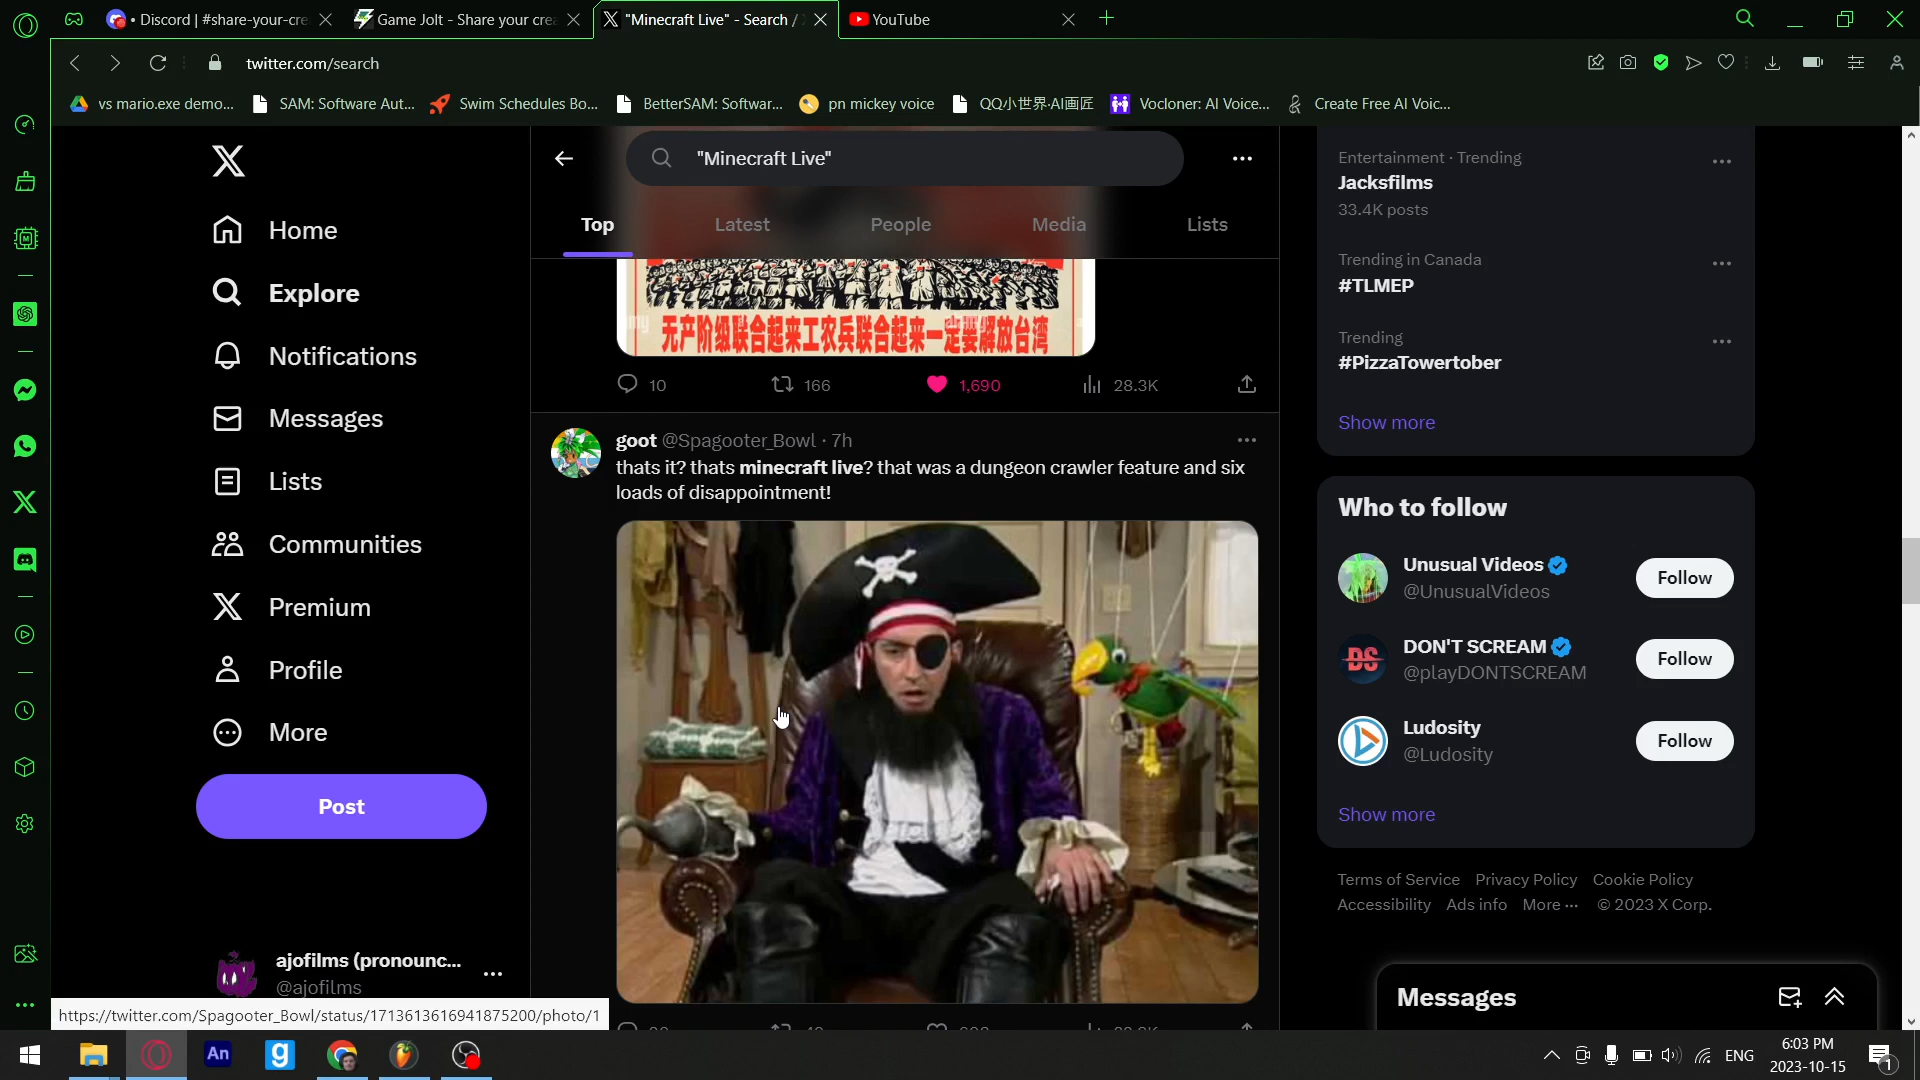 • Discord | #share-your-cre
Game Jolt - Share your crea
"Minecraft Live" - Search /
YouTube
twitter.com/search
vs mario.exe demo...
SAM: Software Aut...
Swim Schedules Bo...
BetterSAM: Softwar...
pn mickey voice
QQ小世界·AI画匠
Vocloner: AI Voice...
Create Free AI Voic...
Home
Explore
Notifications
Messages
Lists
Communities
Premium
Profile
More
Post
ajofilms (pronounc...
@ajofilms
"Minecraft Live"
Top
Latest
People
Media
Lists
无产阶级联合起来工农兵联合起来一定要解放台湾
10
166
1,690
28.3K
goot @Spagooter_Bowl · 7h
thats it? thats minecraft live? that was a dungeon crawler feature and six
loads of disappointment!
Entertainment · Trending
Jacksfilms
33.4K posts
Trending in Canada
#TLMEP
Trending
#PizzaTowertober
Show more
Who to follow
Unusual Videos
@UnusualVideos
Follow
DS
DON'T SCREAM
@playDONTSCREAM
Follow
Ludosity
@Ludosity
Follow
Show more
Terms of Service Privacy Policy Cookie Policy
Accessibility Ads info More ··· © 2023 X Corp.
Messages
https://twitter.com/Spagooter_Bowl/status/1713613616941875200/photo/1
An
ENG
6:03 PM
2023-10-15
1